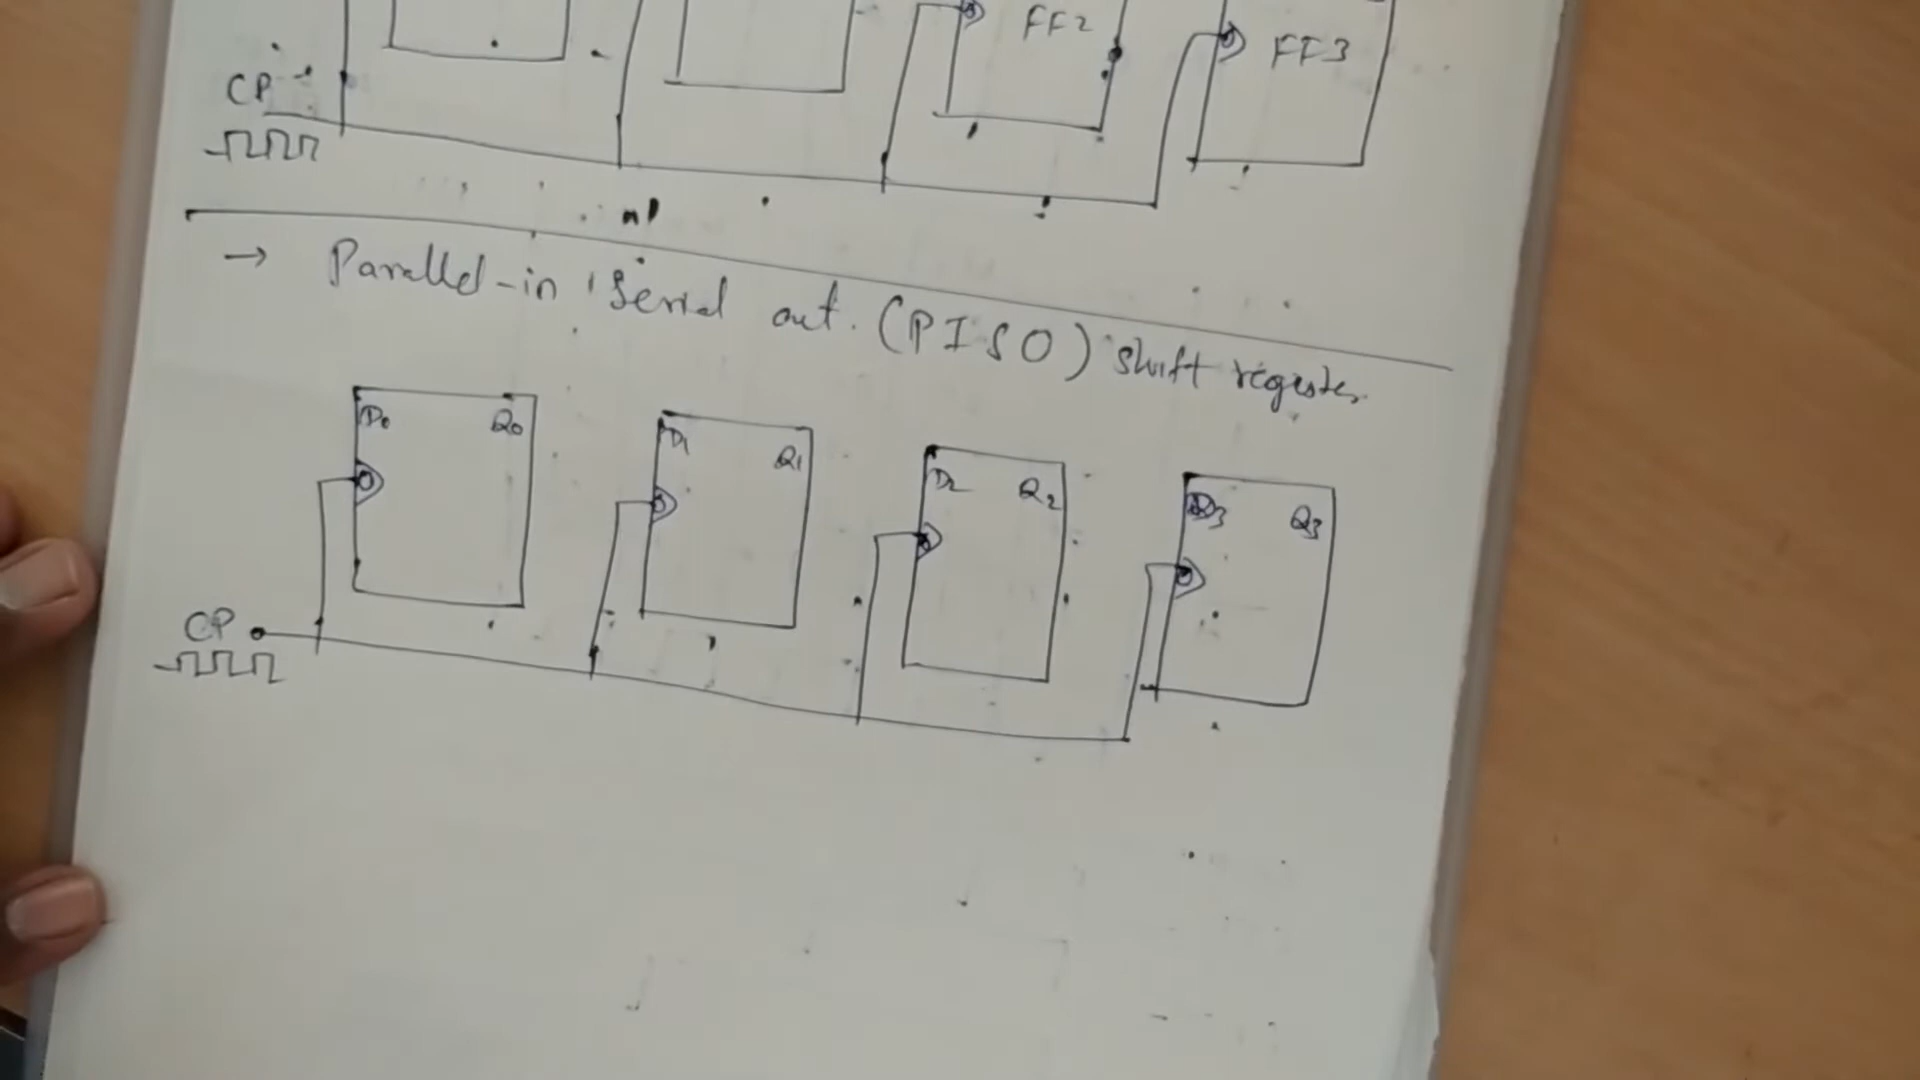 FF2 FF3
CP
→ Parallel-in Serial out. (PISO) shift register
D0 Q0 D1 Q1 D2 Q2 D3 Q3
CP